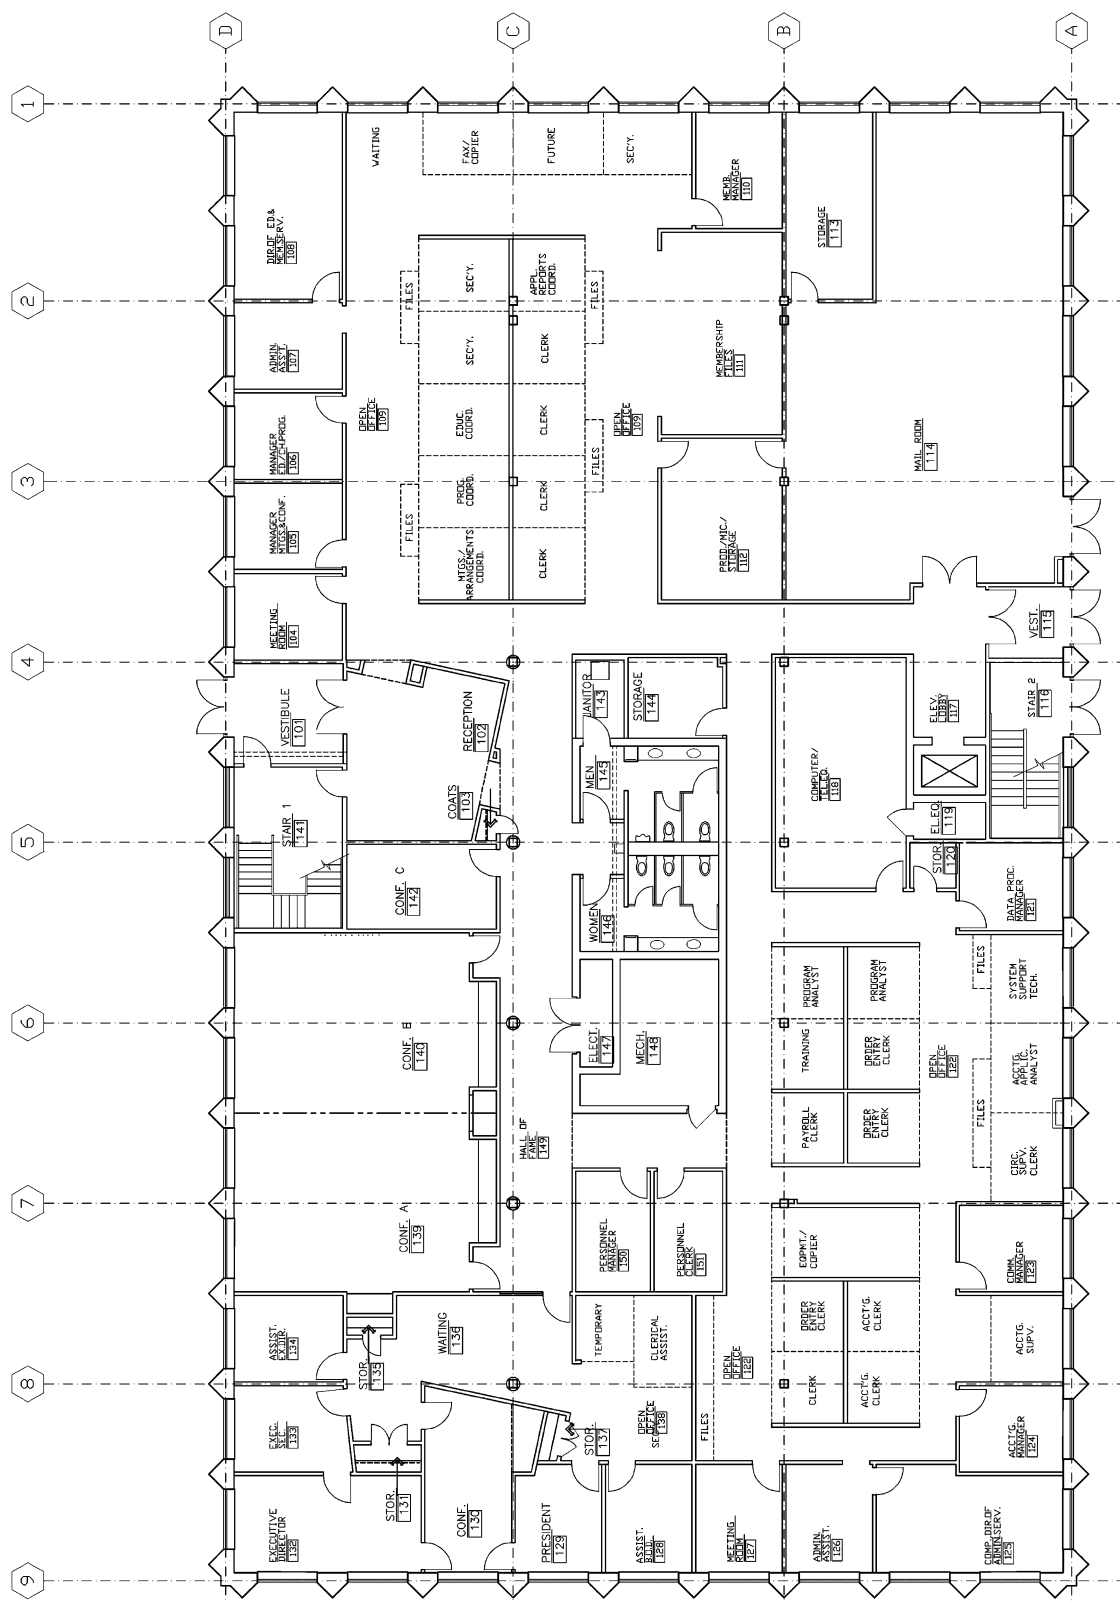 D
C
B
A
1
2
3
4
5
6
7
8
9
WAITING
FAX/
COPIER
FUTURE
SEC'Y.
MEMB.
MANAGER
110
STORAGE
113
DIR.OF ED.&
MEM.SERV.
108
FILES
SEC'Y.
APPL.
REPORTS
COORD.
FILES
ADMIN.
ASS'T.
107
SEC'Y.
CLERK
MEMBERSHIP
FILES
111
MANAGER
ED./CH.PROG.
106
OPEN
OFFICE
109
EDUC.
COORD.
CLERK
OPEN
OFFICE
109
MAIL ROOM
114
MANAGER
MTGS.&CONF.
105
FILES
PROG.
COORD.
CLERK
FILES
MTGS./
ARRANGEMENTS
COORD.
CLERK
PROD./MIC./
STORAGE
112
MEETING
ROOM
104
VEST.
115
VESTIBULE
101
RECEPTION
102
JANITOR
143
STORAGE
144
ELEV.
LOBBY
117
STAIR 2
116
COATS
103
MEN
145
COMPUTER/
TEL.EQ.
118
EL.EQ.
119
STAIR 1
141
CONF. C
142
WOMEN
146
STOR.
120
DATA PROC.
MANAGER
121
PROGRAM
ANALYST
PROGRAM
ANALYST
FILES
SYSTEM
SUPPORT
TECH.
CONF. B
140
ELECT.
147
MECH.
148
TRAINING
ORDER
ENTRY
CLERK
OPEN
OFFICE
122
ACCTG.
APPLIC.
ANALYST
HALL OF
FAME
149
PAYROLL
CLERK
ORDER
ENTRY
CLERK
FILES
CIRC.
SUPV.
CLERK
CONF. A
139
PERSONNEL
MANAGER
150
PERSONNEL
CLERK
151
EQPMT./
COPIER
COMM.
MANAGER
123
ASSIST.
EX.DIR.
134
STOR.
135
WAITING
136
TEMPORARY
CLERICAL
ASSIST.
OPEN
OFFICE
122
ORDER
ENTRY
CLERK
ACCT'G.
CLERK
ACCTG.
SUPV.
EXEC.
SEC.
133
STOR.
137
OPEN
OFFICE
138
FILES
CLERK
ACCT'G.
CLERK
ACCT'G.
MANAGER
124
EXECUTIVE
DIRECTOR
132
STOR.
131
CONF.
130
PRESIDENT
129
ASSIST.
B.O.D.
128
MEETING
ROOM
127
ADMIN.
ASSIST.
126
COMP./DIR.OF
ADMIN.SERV.
125